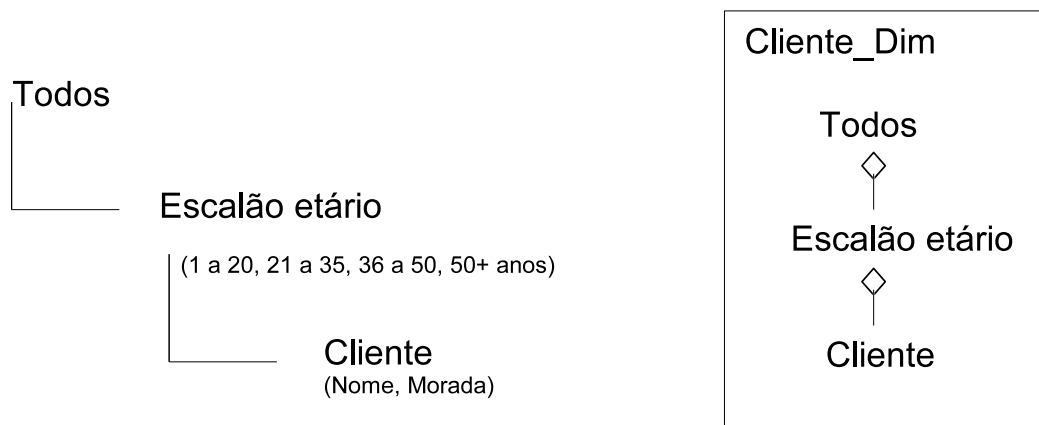 Todos
Escalão etário
(1 a 20, 21 a 35, 36 a 50, 50+ anos)
Cliente
(Nome, Morada)
Cliente_Dim
Todos
Escalão etário
Cliente